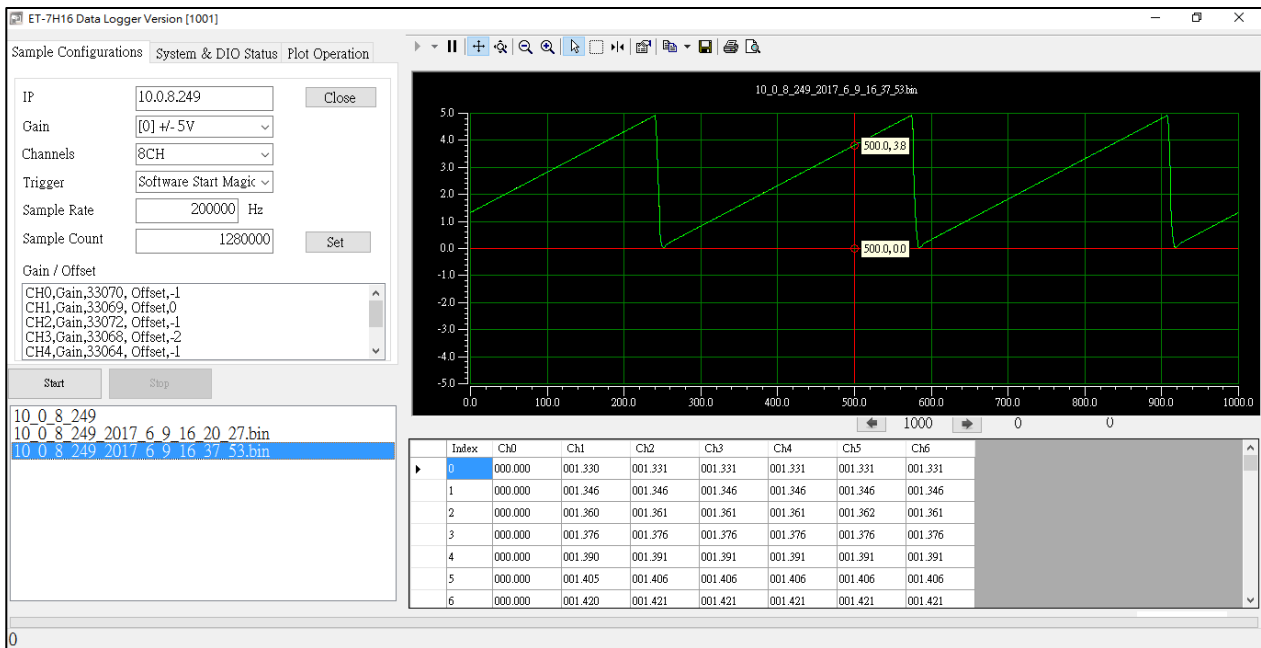 ET-7H16 Data Logger Version [1001]
Sample Configurations System & DIO Status Plot Operation
IP 10.0.8.249 Close
Gain [0] +/- 5V
Channels 8CH
Trigger Software Start Magic
Sample Rate 200000 Hz
Sample Count 1280000 Set
Gain / Offset
CH0,Gain,33070, Offset,-1
CH1,Gain,33069, Offset,0
CH2,Gain,33072, Offset,-1
CH3,Gain,33068, Offset,-2
CH4,Gain,33064, Offset,-1
Start Stop
10_0_8_249
10_0_8_249_2017_6_9_16_20_27.bin
10_0_8_249_2017_6_9_16_37_53.bin
0
10_0_8_249_2017_6_9_16_37_53.bin
5.0
4.0
500.0, 3.8
3.0
2.0
1.0
0.0
500.0, 0.0
-1.0
-2.0
-3.0
-4.0
-5.0
0.0 100.0 200.0 300.0 400.0 500.0 600.0 700.0 800.0 900.0 1000.0
1000 0 0
Index Ch0 Ch1 Ch2 Ch3 Ch4 Ch5 Ch6
0 000.000 001.330 001.331 001.331 001.331 001.331 001.331
1 000.000 001.346 001.346 001.346 001.346 001.346 001.346
2 000.000 001.360 001.361 001.361 001.361 001.362 001.361
3 000.000 001.376 001.376 001.376 001.376 001.376 001.376
4 000.000 001.390 001.391 001.391 001.391 001.391 001.391
5 000.000 001.405 001.406 001.406 001.406 001.406 001.406
6 000.000 001.420 001.421 001.421 001.421 001.421 001.421